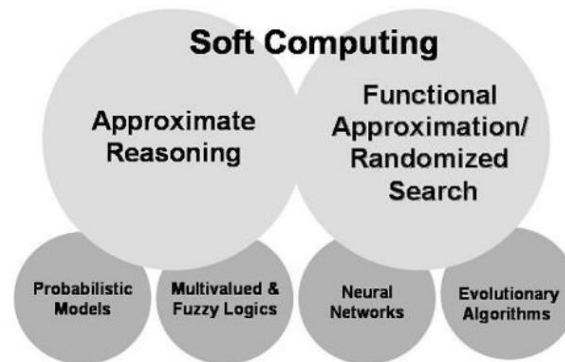 Soft Computing
Approximate
Reasoning
Functional
Approximation/
Randomized
Search
Probabilistic
Models
Multivalued &
Fuzzy Logics
Neural
Networks
Evolutionary
Algorithms